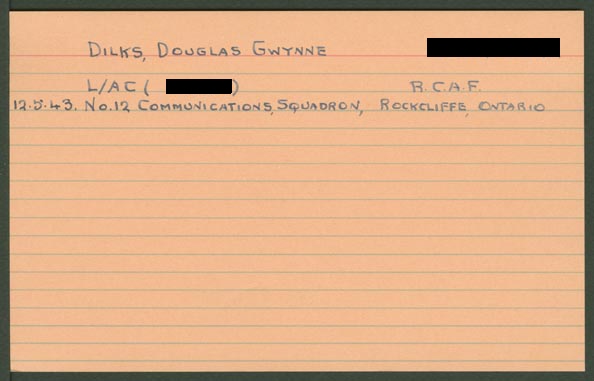 DILKS, DOUGLAS GWYNNE
L/AC ( ) R.C.A.F.
12.5.43. NO.12 COMMUNICATIONS, SQUADRON, ROCKCLIFFE, ONTARIO